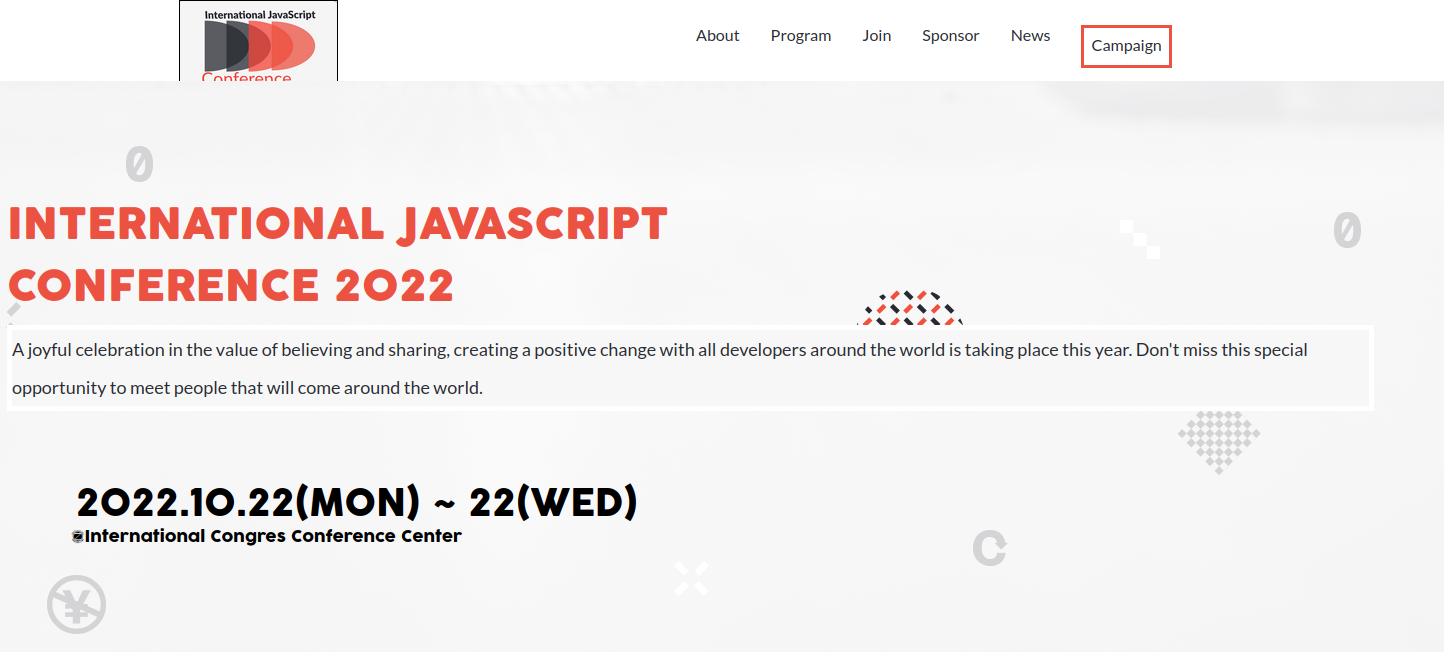 International JavaScript
Conference
About Program Join Sponsor News Campaign
INTERNATIONAL JAVASCRIPT
CONFERENCE 2022
A joyful celebration in the value of believing and sharing, creating a positive change with all developers around the world is taking place this year. Don't miss this special
opportunity to meet people that will come around the world.
2022.10.22(MON) ~ 22(WED)
International Congres Conference Center